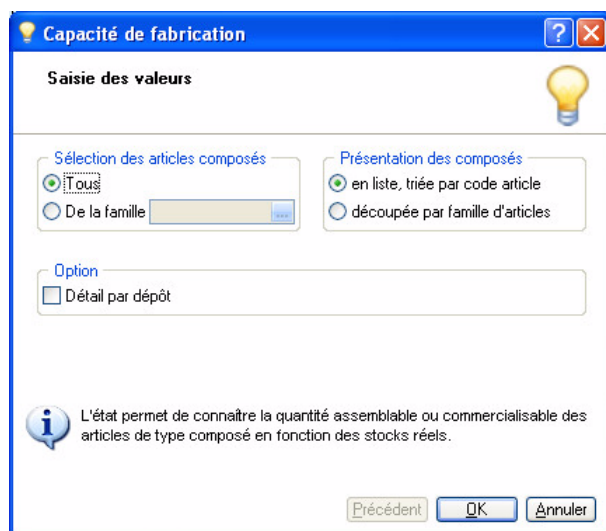 Capacité de fabrication
Saisie des valeurs
Sélection des articles composés
Tous
De la famille ...
Présentation des composés
en liste, triée par code article
découpée par famille d'articles
Option
Détail par dépôt
L'état permet de connaître la quantité assemblable ou commercialisable des
articles de type composé en fonction des stocks réels.
Précédent OK Annuler